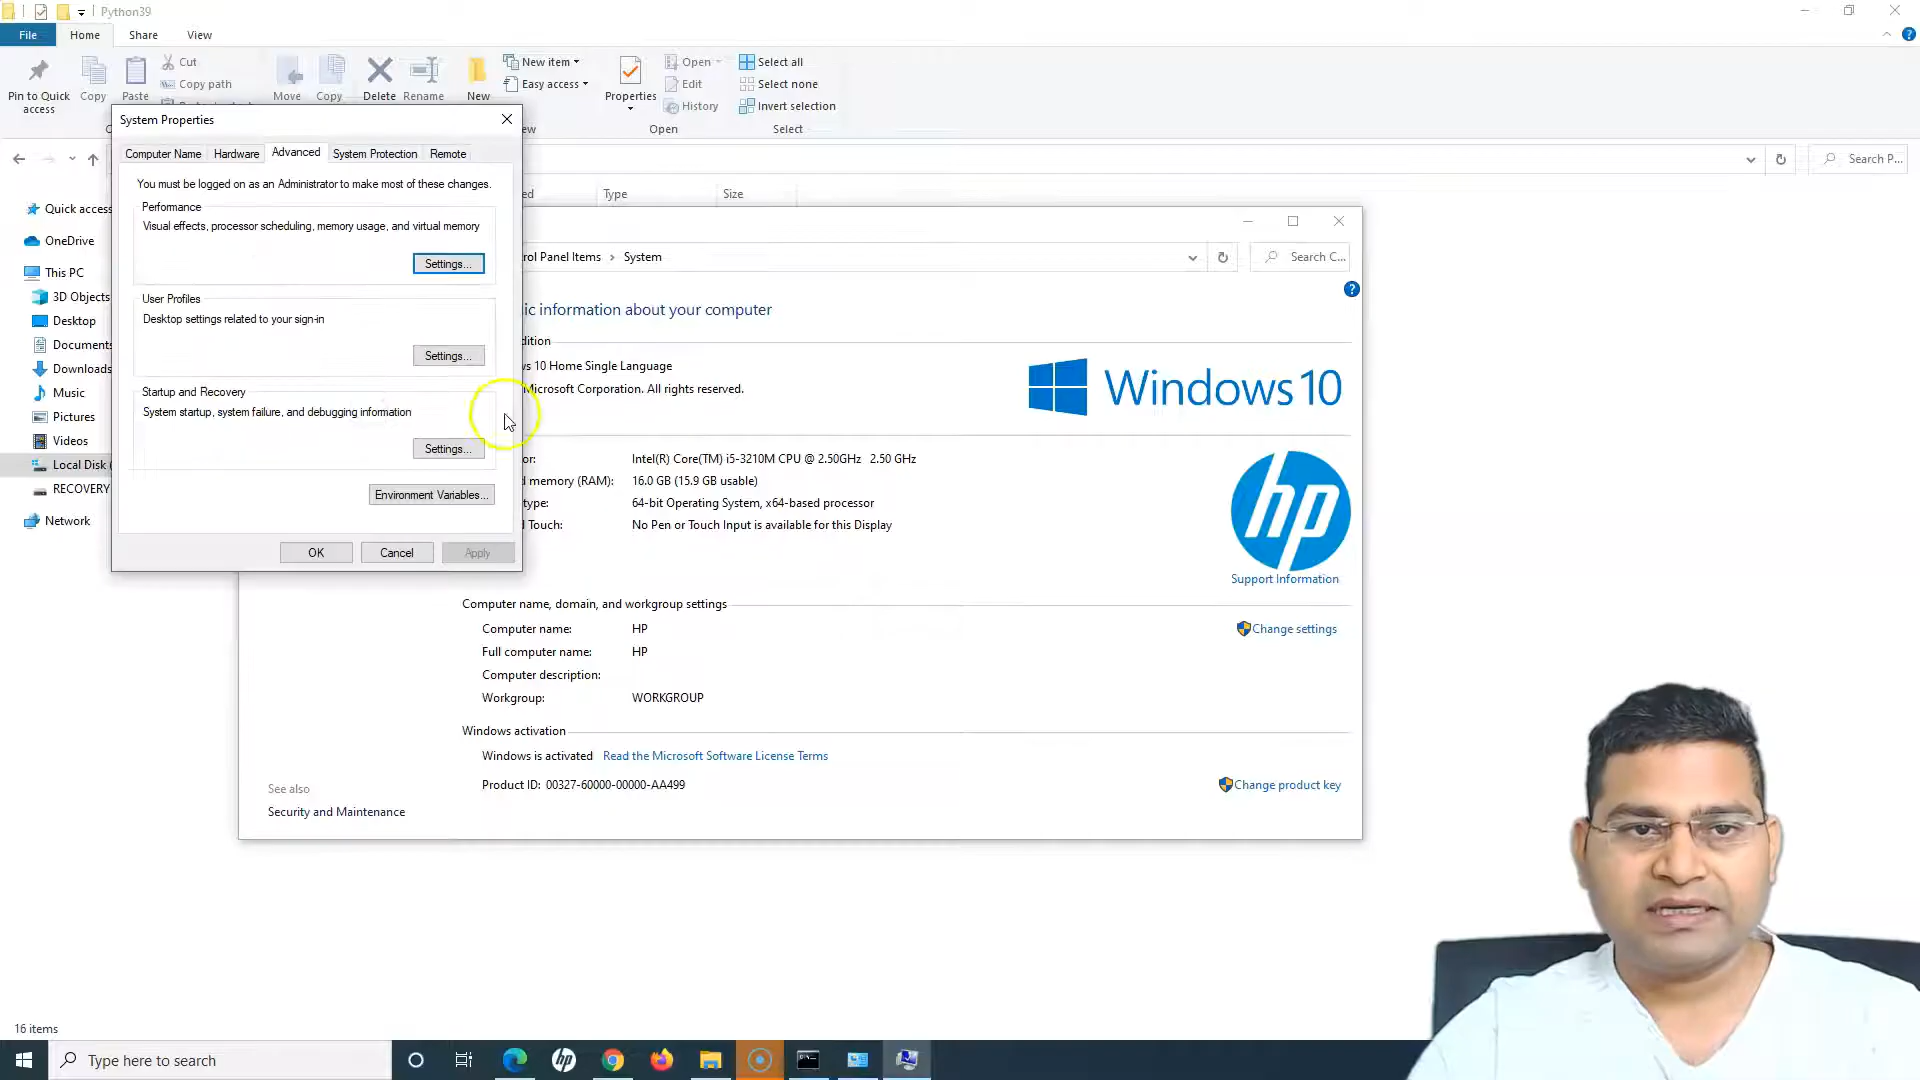 Python39
File
Home
Share
View
Pin to Quick
access
Copy
Paste
Cut
Copy path
Move
Copy
Delete
Rename
New
New item
Easy access
Properties
Open
Edit
History
Select all
Select none
Invert selection
Open
Select
Search P...
Type
Size
Quick access
OneDrive
This PC
3D Objects
Desktop
Documents
Downloads
Music
Pictures
Videos
Local Disk
RECOVERY
Network
16 items
System Properties
Computer Name
Hardware
Advanced
System Protection
Remote
You must be logged on as an Administrator to make most of these changes.
Performance
Visual effects, processor scheduling, memory usage, and virtual memory
Settings...
User Profiles
Desktop settings related to your sign-in
Settings...
Startup and Recovery
System startup, system failure, and debugging information
Settings...
Environment Variables...
OK
Cancel
Apply
rol Panel Items › System
Search C...
ic information about your computer
dition
vs 10 Home Single Language
Microsoft Corporation. All rights reserved.
Windows 10
or: Intel(R) Core(TM) i5-3210M CPU @ 2.50GHz 2.50 GHz
d memory (RAM): 16.0 GB (15.9 GB usable)
type: 64-bit Operating System, x64-based processor
d Touch: No Pen or Touch Input is available for this Display
hp
Support Information
Computer name, domain, and workgroup settings
Computer name: HP
Change settings
Full computer name: HP
Computer description:
Workgroup: WORKGROUP
Windows activation
Windows is activated Read the Microsoft Software License Terms
Product ID: 00327-60000-00000-AA499
Change product key
See also
Security and Maintenance
Type here to search
hp